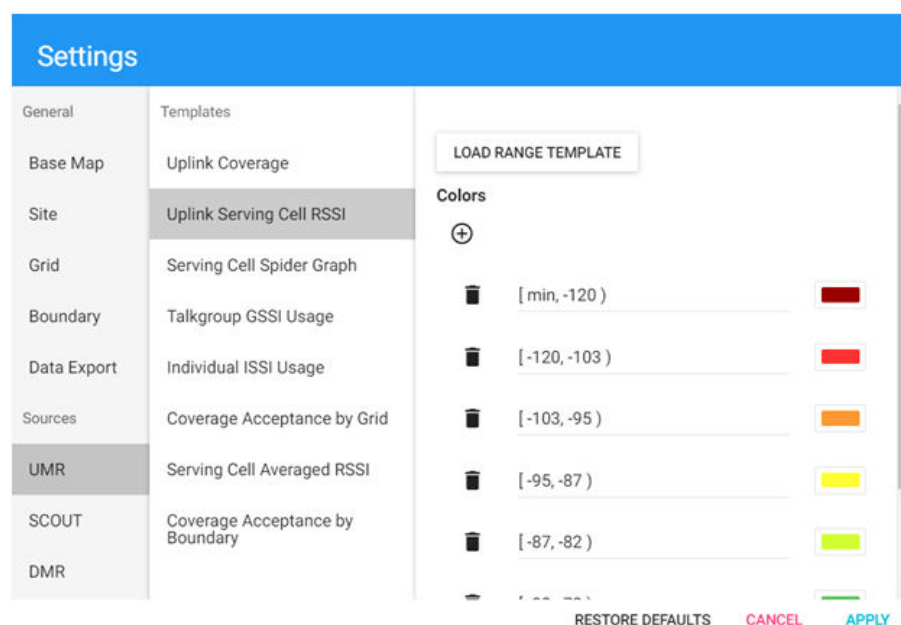 Settings
General
Base Map
Site
Grid
Boundary
Data Export
Sources
UMR
SCOUT
DMR
Templates
Uplink Coverage
Uplink Serving Cell RSSI
Serving Cell Spider Graph
Talkgroup GSSI Usage
Individual ISSI Usage
Coverage Acceptance by Grid
Serving Cell Averaged RSSI
Coverage Acceptance by
Boundary
LOAD RANGE TEMPLATE
Colors
[ min, -120 )
[ -120, -103 )
[ -103, -95 )
[ -95, -87 )
[ -87, -82 )
RESTORE DEFAULTS CANCEL APPLY